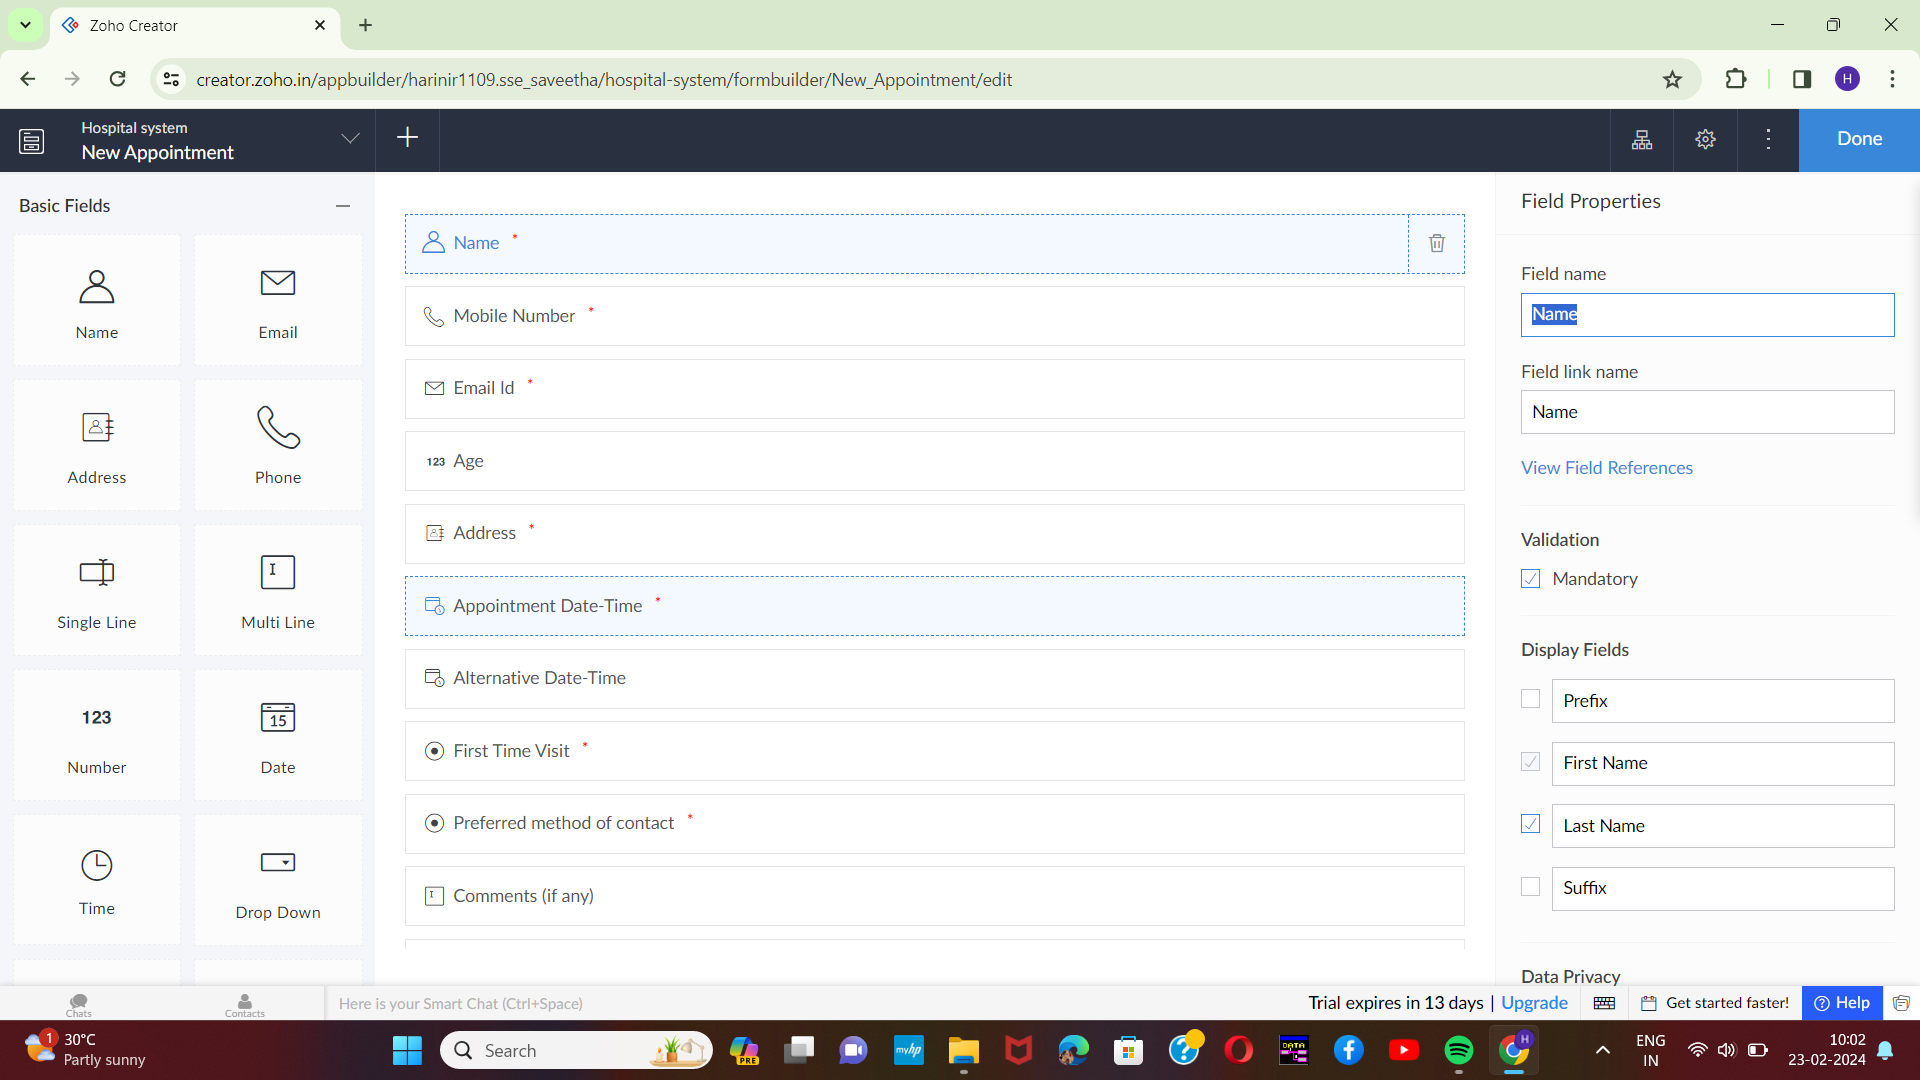 Zoho Creator
creator.zoho.in/appbuilder/harinir1109.sse_saveetha/hospital-system/formbuilder/New_Appointment/edit
H
Hospital system
New Appointment
Done
Basic Fields
Name
Email
Address
Phone
Single Line
Multi Line
123
Number
15
Date
Time
Drop Down
Name *
Mobile Number *
Email Id *
123 Age
Address *
Appointment Date-Time *
Alternative Date-Time
First Time Visit *
Preferred method of contact *
Comments (if any)
Field Properties
Field name
Name
Field link name
Name
View Field References
Validation
Mandatory
Display Fields
Prefix
First Name
Last Name
Suffix
Data Privacy
Chats
Contacts
Here is your Smart Chat (Ctrl+Space)
Trial expires in 13 days | Upgrade
Get started faster!
Help
1
30°C
Partly sunny
Search
PRE
myhp
DATA
H
ENG
IN
10:02
23-02-2024